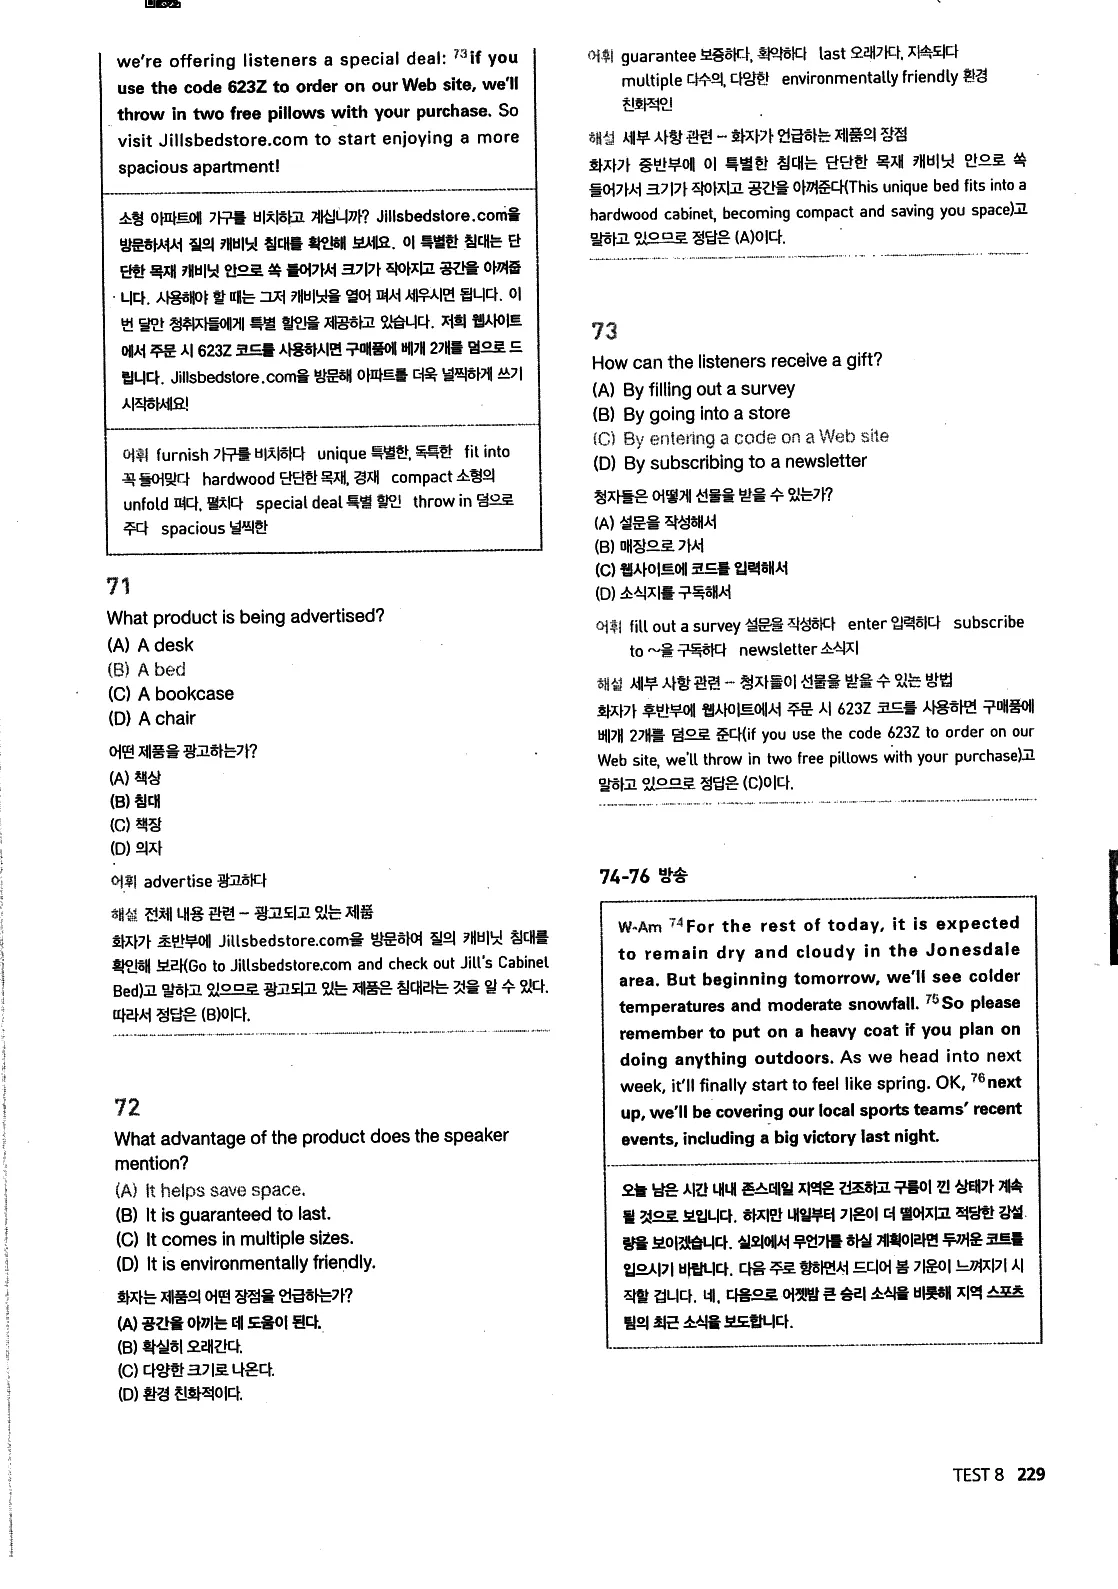 we're offering listeners a special deal: 73if you
use the code 623Z to order on our Web site, we'll
throw in two free pillows with your purchase. So
visit Jillsbedstore.com to start enjoying a more
spacious apartment!
소형 아파트에 가구를 비치하고 계십니까? Jillsbedstore.com을
방문하셔서 질의 캐비닛 침대를 확인해 보세요. 이 특별한 침대는 단
단한 목재 캐비닛 안으로 쏙 들어가서 크기가 작아지고 공간을 아껴줍
니다. 사용해야 할 때는 그저 캐비닛을 열어 펴서 세우시면 됩니다. 이
번 달만 청취자들에게 특별 할인을 제공하고 있습니다. 저희 웹사이트
에서 주문 시 623Z 코드를 사용하시면 구매품에 베개 2개를 덤으로 드
립니다. Jillsbedstore.com을 방문해 아파트를 더욱 널찍하게 쓰기
시작하세요!
어휘 furnish 가구를 비치하다 unique 특별한, 독특한 fit into
꼭 들어맞다 hardwood 단단한 목재, 경재 compact 소형의
unfold 펴다, 펼치다 special deal 특별 할인 throw in 덤으로
주다 spacious 널찍한
71
What product is being advertised?
(A) A desk
(B) A bed
(C) A bookcase
(D) A chair
어떤 제품을 광고하는가?
(A) 책상
(B) 침대
(C) 책장
(D) 의자
어휘 advertise 광고하다
해설 전체 내용 관련 – 광고되고 있는 제품
화자가 초반부에 Jillsbedstore.com을 방문하여 질의 캐비닛 침대를
확인해 보라(Go to Jillsbedstore.com and check out Jill's Cabinet
Bed)고 말하고 있으므로 광고되고 있는 제품은 침대라는 것을 알 수 있다.
따라서 정답은 (B)이다.
72
What advantage of the product does the speaker
mention?
(A) It helps save space.
(B) It is guaranteed to last.
(C) It comes in multiple sizes.
(D) It is environmentally friendly.
화자는 제품의 어떤 장점을 언급하는가?
(A) 공간을 아끼는 데 도움이 된다.
(B) 확실히 오래간다.
(C) 다양한 크기로 나온다.
(D) 환경 친화적이다.
어휘 guarantee 보증하다, 확약하다 last 오래가다, 지속되다
multiple 다수의, 다양한 environmentally friendly 환경
친화적인
해설 세부 사항 관련 – 화자가 언급하는 제품의 장점
화자가 중반부에 이 특별한 침대는 단단한 목재 캐비닛 안으로 쏙
들어가서 크기가 작아지고 공간을 아껴준다(This unique bed fits into a
hardwood cabinet, becoming compact and saving you space)고
말하고 있으므로 정답은 (A)이다.
73
How can the listeners receive a gift?
(A) By filling out a survey
(B) By going into a store
(C) By entering a code on a Web site
(D) By subscribing to a newsletter
청자들은 어떻게 선물을 받을 수 있는가?
(A) 설문을 작성해서
(B) 매장으로 가서
(C) 웹사이트에 코드를 입력해서
(D) 소식지를 구독해서
어휘 fill out a survey 설문을 작성하다 enter 입력하다 subscribe
to ~을 구독하다 newsletter 소식지
해설 세부 사항 관련 – 청자들이 선물을 받을 수 있는 방법
화자가 후반부에 웹사이트에서 주문 시 623Z 코드를 사용하면 구매품에
베개 2개를 덤으로 준다(if you use the code 623Z to order on our
Web site, we'll throw in two free pillows with your purchase)고
말하고 있으므로 정답은 (C)이다.
74-76 방송
W-Am 74For the rest of today, it is expected
to remain dry and cloudy in the Jonesdale
area. But beginning tomorrow, we'll see colder
temperatures and moderate snowfall. 75So please
remember to put on a heavy coat if you plan on
doing anything outdoors. As we head into next
week, it'll finally start to feel like spring. OK, 76next
up, we'll be covering our local sports teams' recent
events, including a big victory last night.
오늘 남은 시간 내내 존스데일 지역은 건조하고 구름이 낀 상태가 계속
될 것으로 보입니다. 하지만 내일부터 기온이 더 떨어지고 적당한 강설
량을 보이겠습니다. 실외에서 무언가를 하실 계획이라면 두꺼운 코트를
입으시기 바랍니다. 다음 주로 향하면서 드디어 봄 기운이 느껴지기 시
작할 겁니다. 네, 다음으로 어젯밤 큰 승리 소식을 비롯해 지역 스포츠
팀의 최근 소식을 보도합니다.
TEST 8 229